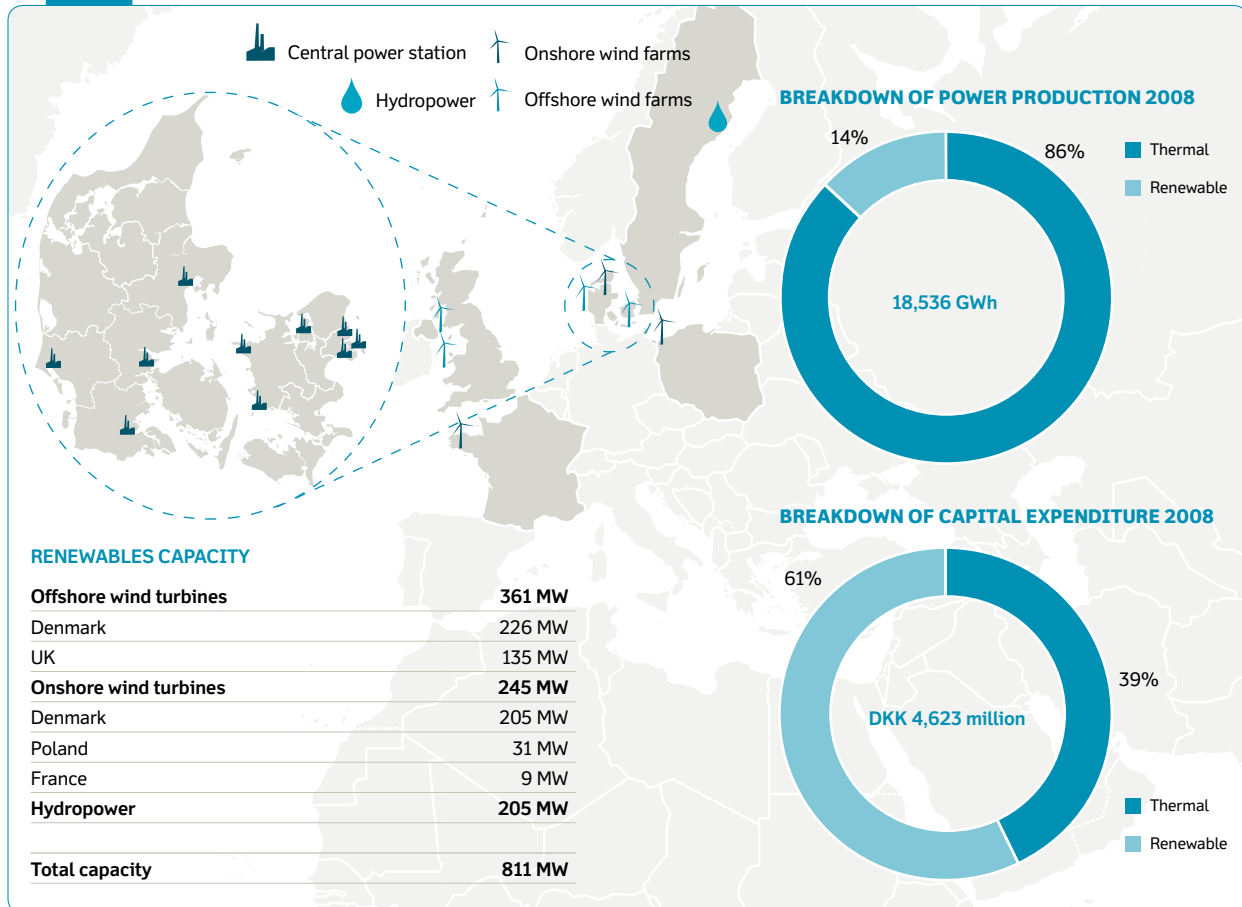 Central power station
Onshore wind farms
Hydropower
Offshore wind farms
BREAKDOWN OF POWER PRODUCTION 2008
14%
86%
Thermal
Renewable
18,536 GWh
BREAKDOWN OF CAPITAL EXPENDITURE 2008
61%
39%
DKK 4,623 million
Thermal
Renewable
RENEWABLES CAPACITY
Offshore wind turbines 361 MW
Denmark 226 MW
UK 135 MW
Onshore wind turbines 245 MW
Denmark 205 MW
Poland 31 MW
France 9 MW
Hydropower 205 MW
Total capacity 811 MW